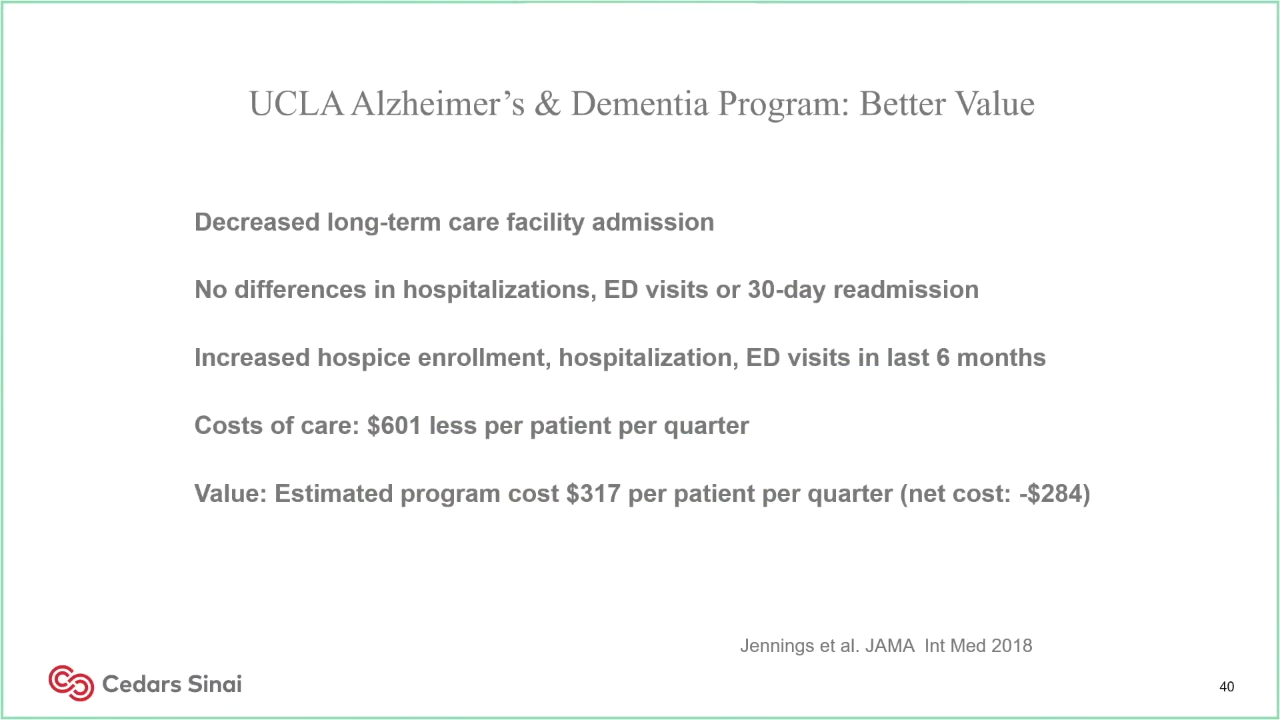 UCLA Alzheimer’s & Dementia Program: Better Value
Decreased long-term care facility admission
No differences in hospitalizations, ED visits or 30-day readmission
Increased hospice enrollment, hospitalization, ED visits in last 6 months
Costs of care: $601 less per patient per quarter
Value: Estimated program cost $317 per patient per quarter (net cost: -$284)
Jennings et al. JAMA  Int Med 2018
Cedars Sinai
40